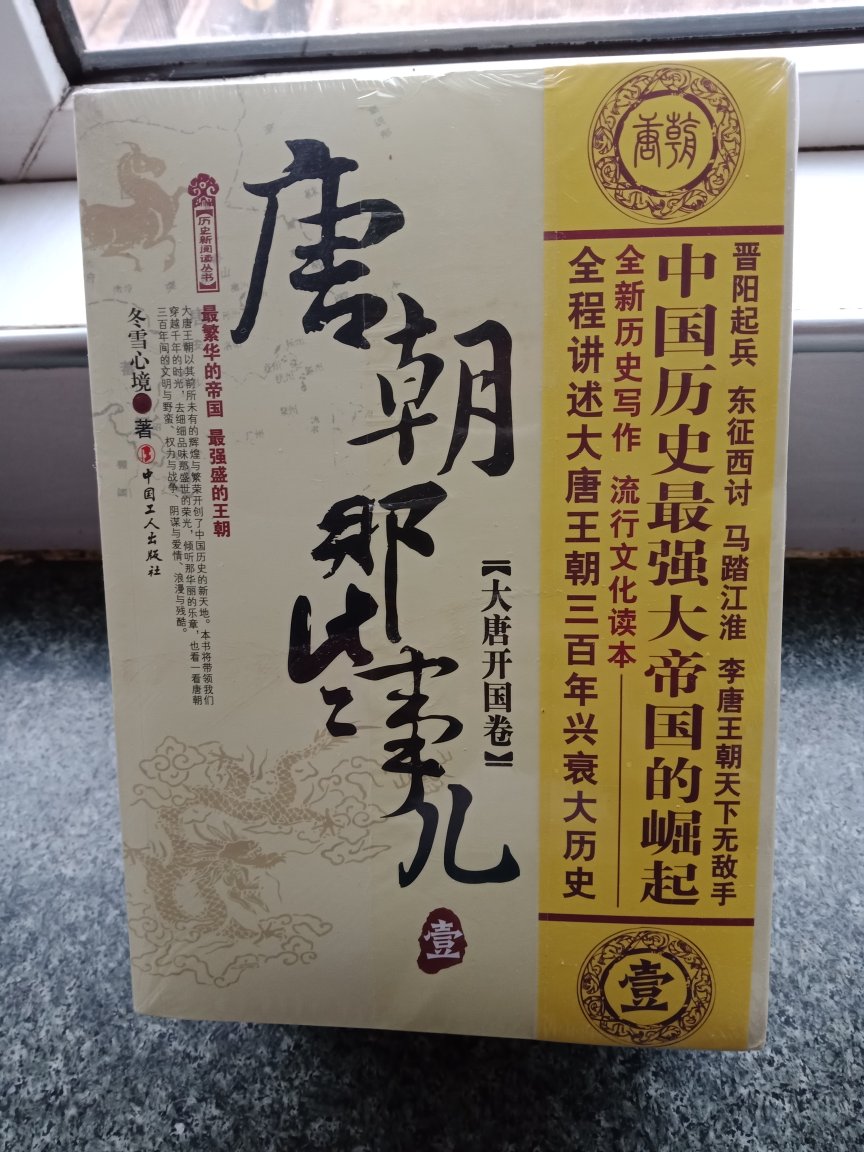 唐朝
晋阳起兵 东征西讨 马踏江淮 李唐王朝天下无敌手
中国历史最强大帝国的崛起
全新历史写作 流行文化读本
全程讲述大唐王朝三百年兴衰大历史
壹
唐朝那些事儿
【大唐开国卷】
壹
【历史新阅读丛书】
最繁华的帝国 最强盛的王朝
大唐王朝以其前所未有的辉煌与繁荣开创了中国历史的新天地。本书将带领我们
穿越千年的时光，去细细品味那盛世的荣光，倾听那华丽的乐章，也看一看唐朝
三百年间的文明与野蛮、权力与战争、阴谋与爱情、浪漫与残酷。
冬雪心境 著
中国工人出版社